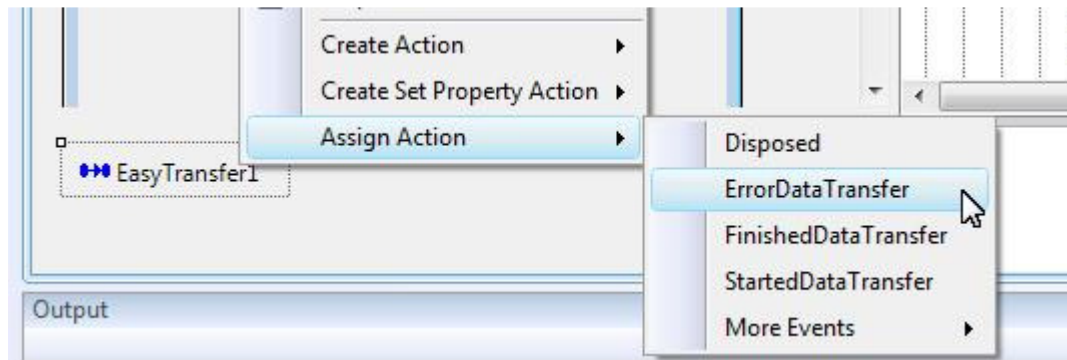 Create Action
Create Set Property Action
Assign Action
EasyTransfer1
Disposed
ErrorDataTransfer
FinishedDataTransfer
StartedDataTransfer
More Events
Output